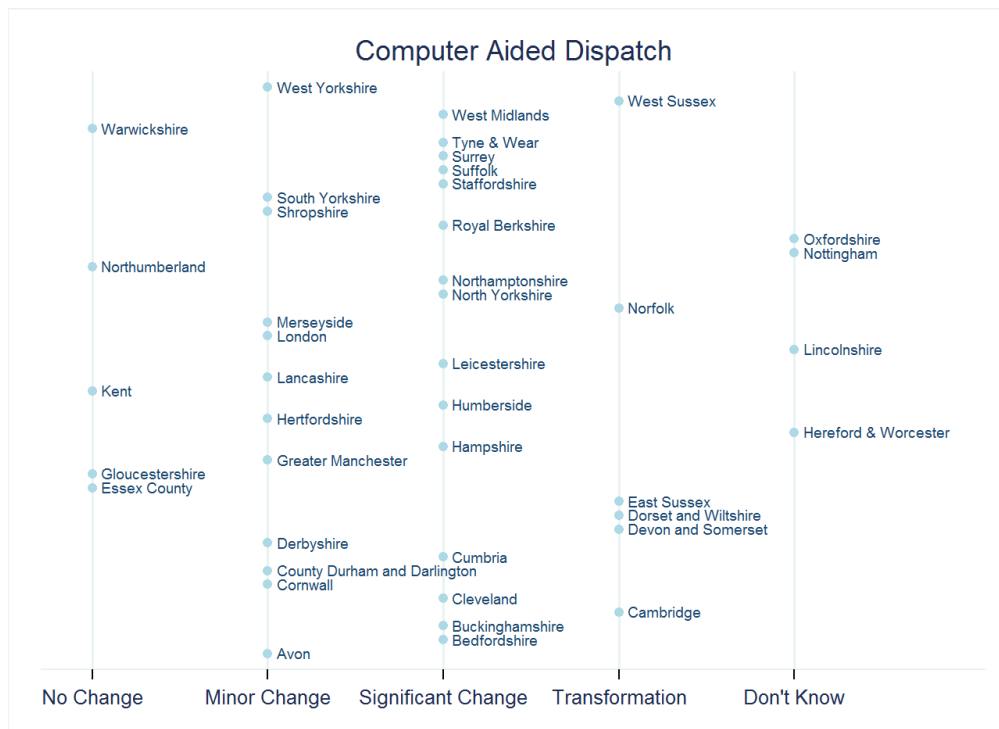 Computer Aided Dispatch
West Yorkshire
West Sussex
West Midlands
Warwickshire
Tyne & Wear
Surrey
Suffolk
Staffordshire
South Yorkshire
Shropshire
Royal Berkshire
Oxfordshire
Nottingham
Northumberland
Northamptonshire
North Yorkshire
Norfolk
Merseyside
London
Lincolnshire
Leicestershire
Lancashire
Kent
Humberside
Hertfordshire
Hereford & Worcester
Hampshire
Greater Manchester
Gloucestershire
Essex County
East Sussex
Dorset and Wiltshire
Devon and Somerset
Derbyshire
Cumbria
County Durham and Darlington
Cornwall
Cleveland
Cambridge
Buckinghamshire
Bedfordshire
Avon
No Change Minor Change Significant Change Transformation Don't Know